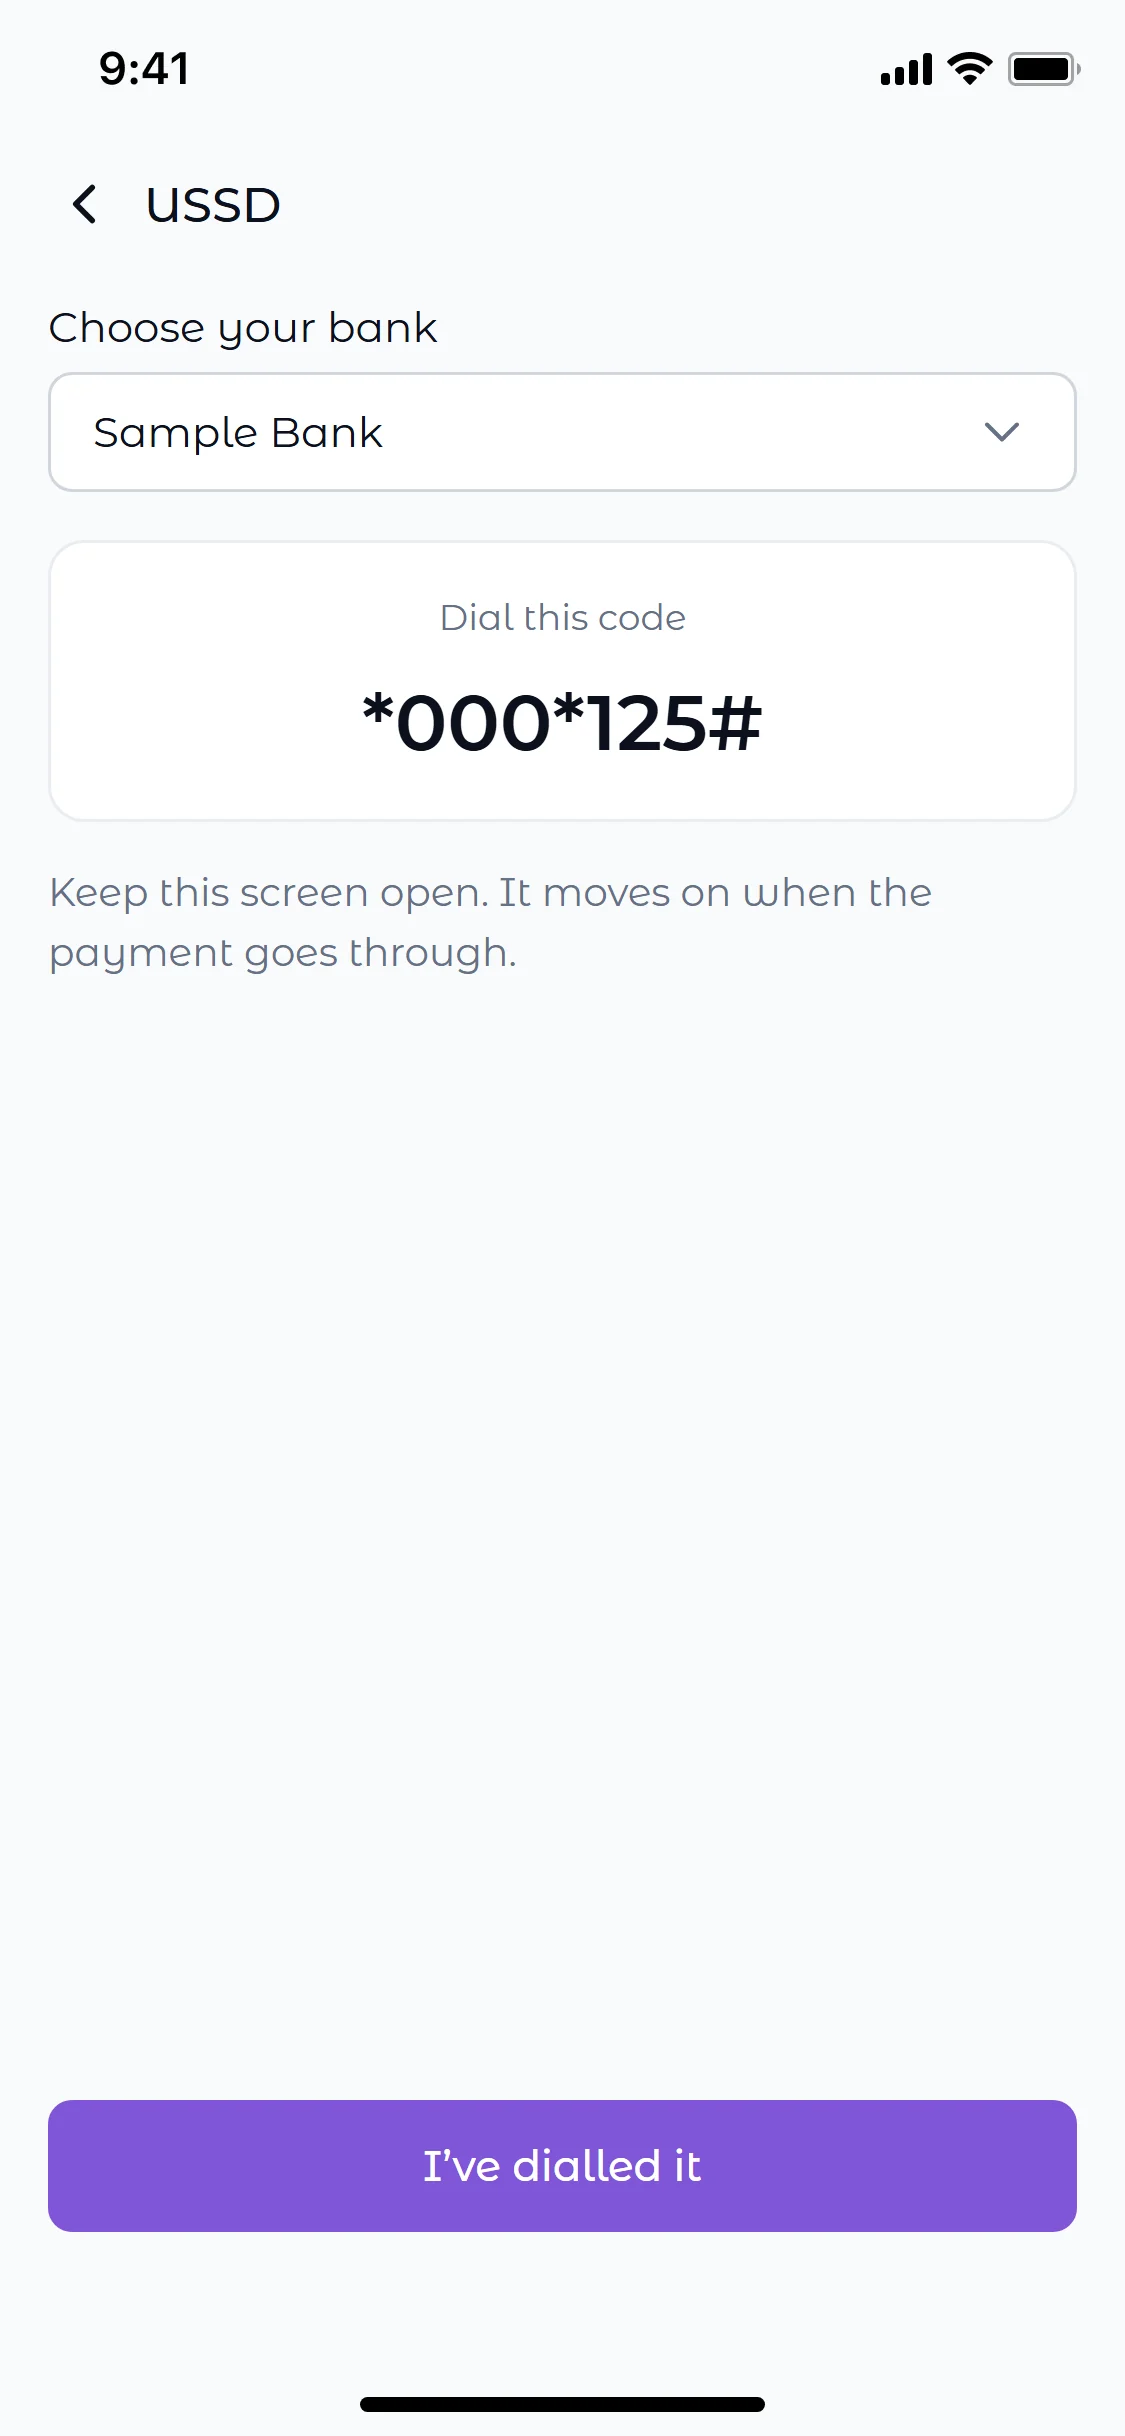 9:41
USSD
Choose your bank
Sample Bank
Dial this code
*000*125#
Keep this screen open. It moves on when the
payment goes through.
I’ve dialled it